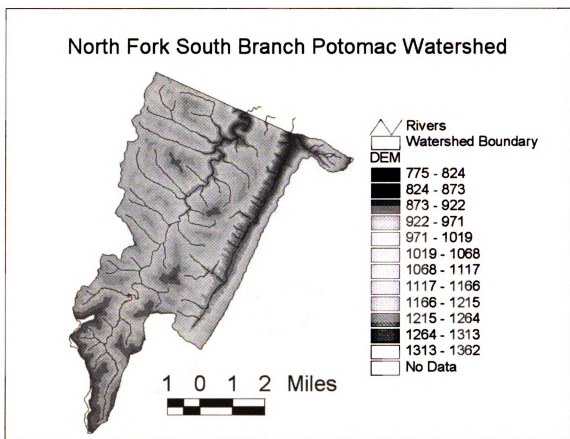 North Fork South Branch Potomac Watershed
Rivers
Watershed Boundary
DEM
775 - 824
824 - 873
873 - 922
922 - 971
971 - 1019
1019 - 1068
1068 - 1117
1117 - 1166
1166 - 1215
1215 - 1264
1264 - 1313
1313 - 1362
No Data
1 0 1 2 Miles